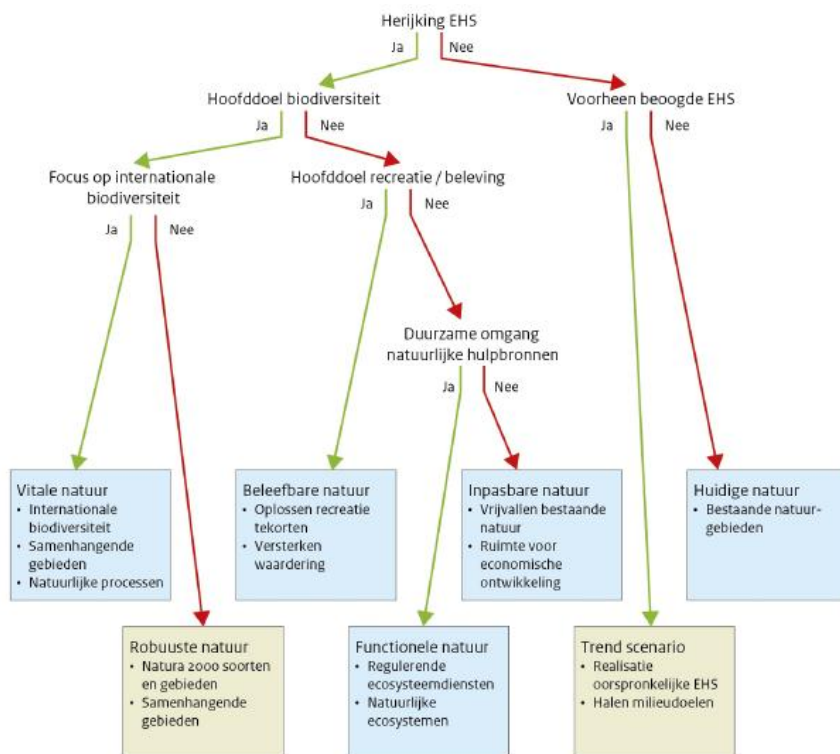 Herijking EHS
Ja
Nee
Hoofddoel biodiversiteit
Voorheen beoogde EHS
Ja
Nee
Ja
Nee
Focus op internationale
biodiversiteit
Hoofddoel recreatie / beleving
Ja
Nee
Ja
Nee
Duurzame omgang
natuurlijke hulpbronnen
Ja
Nee
Vitale natuur
• Internationale
biodiversiteit
• Samenhangende
gebieden
• Natuurlijke processen
Beleefbare natuur
• Oplossen recreatie
tekorten
• Versterken
waardering
Inpasbare natuur
• Vrijvallen bestaande
natuur
• Ruimte voor
economische
ontwikkeling
Huidige natuur
• Bestaande natuur-
gebieden
Robuuste natuur
• Natura 2000 soorten
en gebieden
• Samenhangende
gebieden
Functionele natuur
• Regulerende
ecosysteemdiensten
• Natuurlijke
ecosystemen
Trend scenario
• Realisatie
oorspronkelijke EHS
• Halen milieudoelen